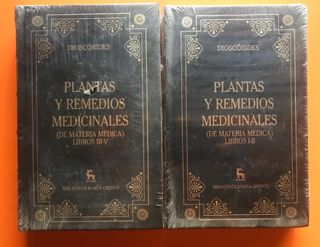 DIOSCÓRIDES
PLANTAS
Y REMEDIOS
MEDICINALES
(DE MATERIA MEDICA)
LIBROS III-V
BIBLIOTECA BÁSICA GREDOS
DIOSCÓRIDES
PLANTAS
Y REMEDIOS
MEDICINALES
(DE MATERIA MEDICA)
LIBROS I-II
BIBLIOTECA BÁSICA GREDOS